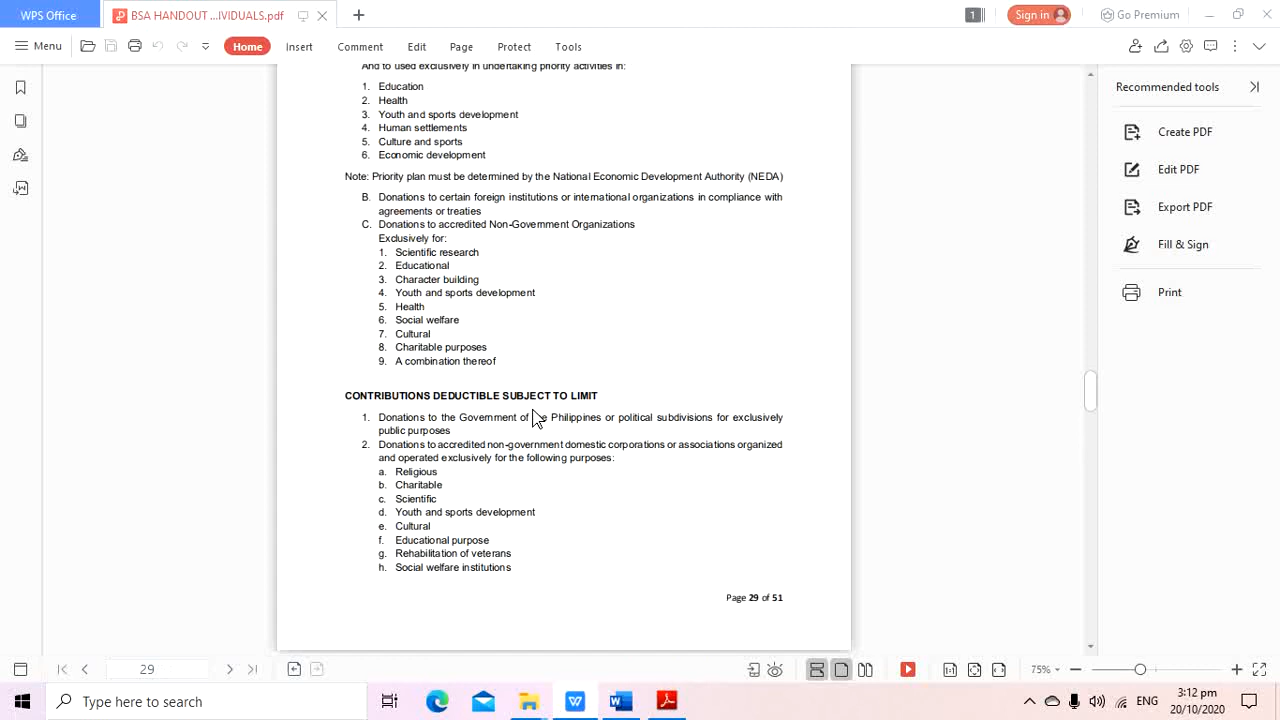 WPS Office
BSA HANDOUT ...IVIDUALS.pdf
1
Sign in
Go Premium
Menu
Home
Insert
Comment
Edit
Page
Protect
Tools
And to used exclusively in undertaking priority activities in:
1. Education
2. Health
3. Youth and sports development
4. Human settlements
5. Culture and sports
6. Economic development
Note: Priority plan must be determined by the National Economic Development Authority (NEDA)
B. Donations to certain foreign institutions or international organizations in compliance with
agreements or treaties
C. Donations to accredited Non-Government Organizations
Exclusively for:
1. Scientific research
2. Educational
3. Character building
4. Youth and sports development
5. Health
6. Social welfare
7. Cultural
8. Charitable purposes
9. A combination thereof
CONTRIBUTIONS DEDUCTIBLE SUBJECT TO LIMIT
1. Donations to the Government of Philippines or political subdivisions for exclusively
public purposes
2. Donations to accredited non-government domestic corporations or associations organized
and operated exclusively for the following purposes:
a. Religious
b. Charitable
c. Scientific
d. Youth and sports development
e. Cultural
f. Educational purpose
g. Rehabilitation of veterans
h. Social welfare institutions
Page 29 of 51
Recommended tools
Create PDF
Edit PDF
Export PDF
Fill & Sign
Print
29
75%
Type here to search
ENG
3:12 pm
20/10/2020